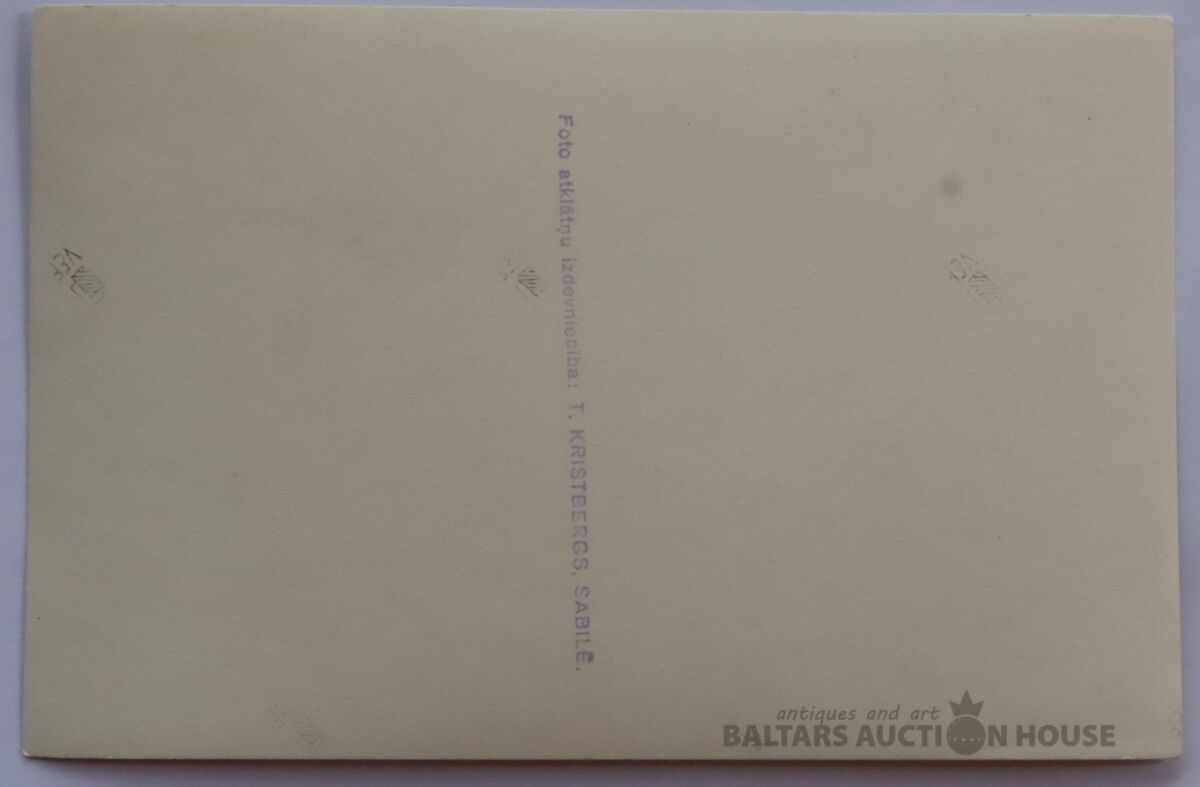 Foto atklātņu izdevniecība: T. KRISTBERGS, SABILĒ.
antiques and art
BALTARS AUCTION HOUSE